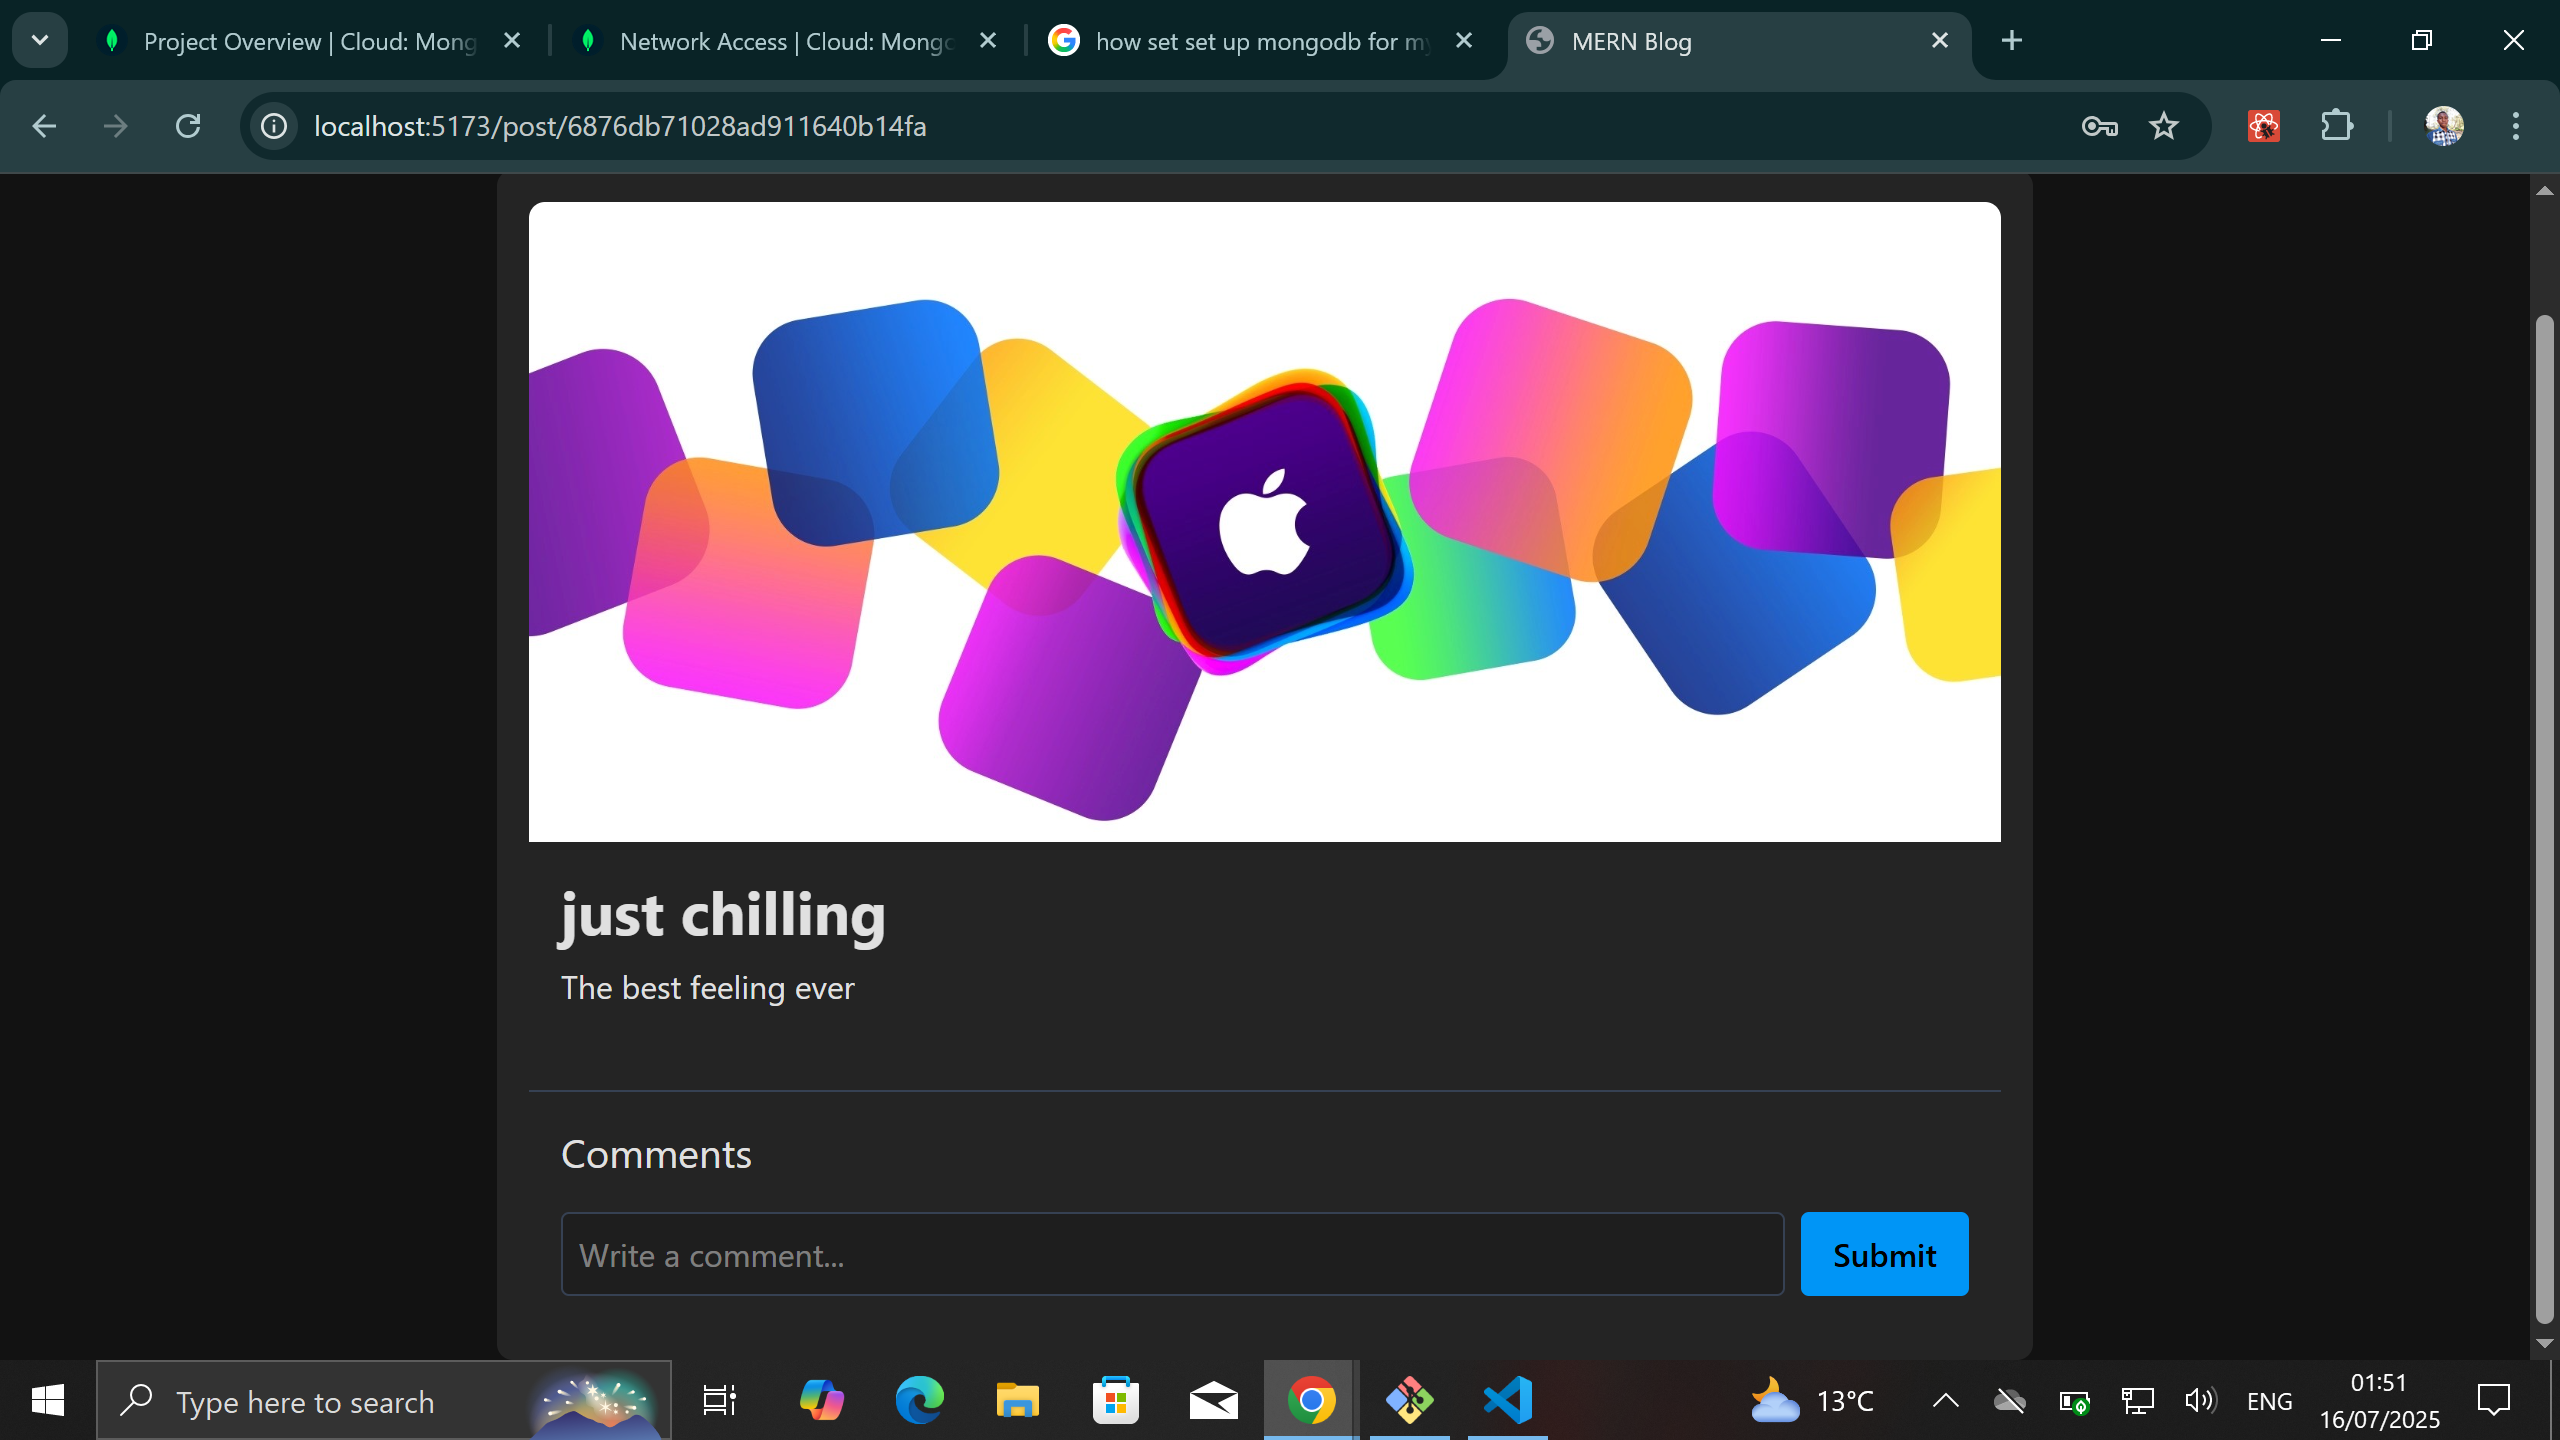 Project Overview | Cloud: Mong
Network Access | Cloud: Mongo
how set set up mongodb for my
MERN Blog
localhost:5173/post/6876db71028ad911640b14fa
just chilling
The best feeling ever
Comments
Write a comment...
Submit
Type here to search
13°C
ENG
01:51
16/07/2025